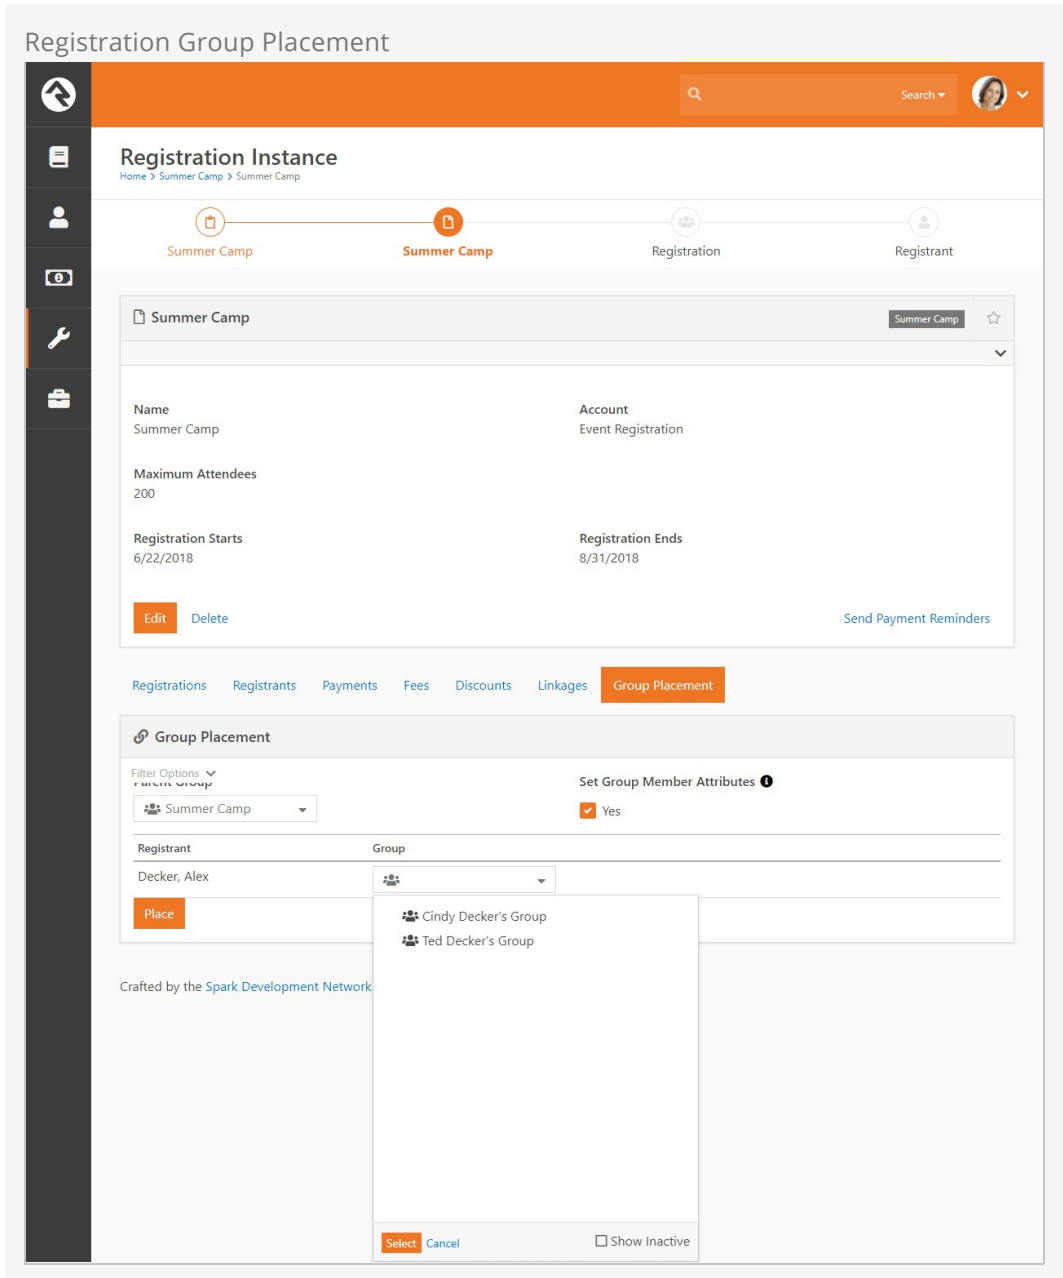 Registration Group Placement
Search
Registration Instance
Home > Summer Camp > Summer Camp
Summer Camp
Summer Camp
Registration
Registrant
Summer Camp
Summer Camp
Name
Summer Camp
Account
Event Registration
Maximum Attendees
200
Registration Starts
6/22/2018
Registration Ends
8/31/2018
Edit
Delete
Send Payment Reminders
Registrations Registrants Payments Fees Discounts Linkages Group Placement
Group Placement
Filter Options
Parent Group
Summer Camp
Set Group Member Attributes
Yes
Registrant Group
Decker, Alex
Place
Cindy Decker's Group
Ted Decker's Group
Crafted by the Spark Development Network
Select Cancel
Show Inactive